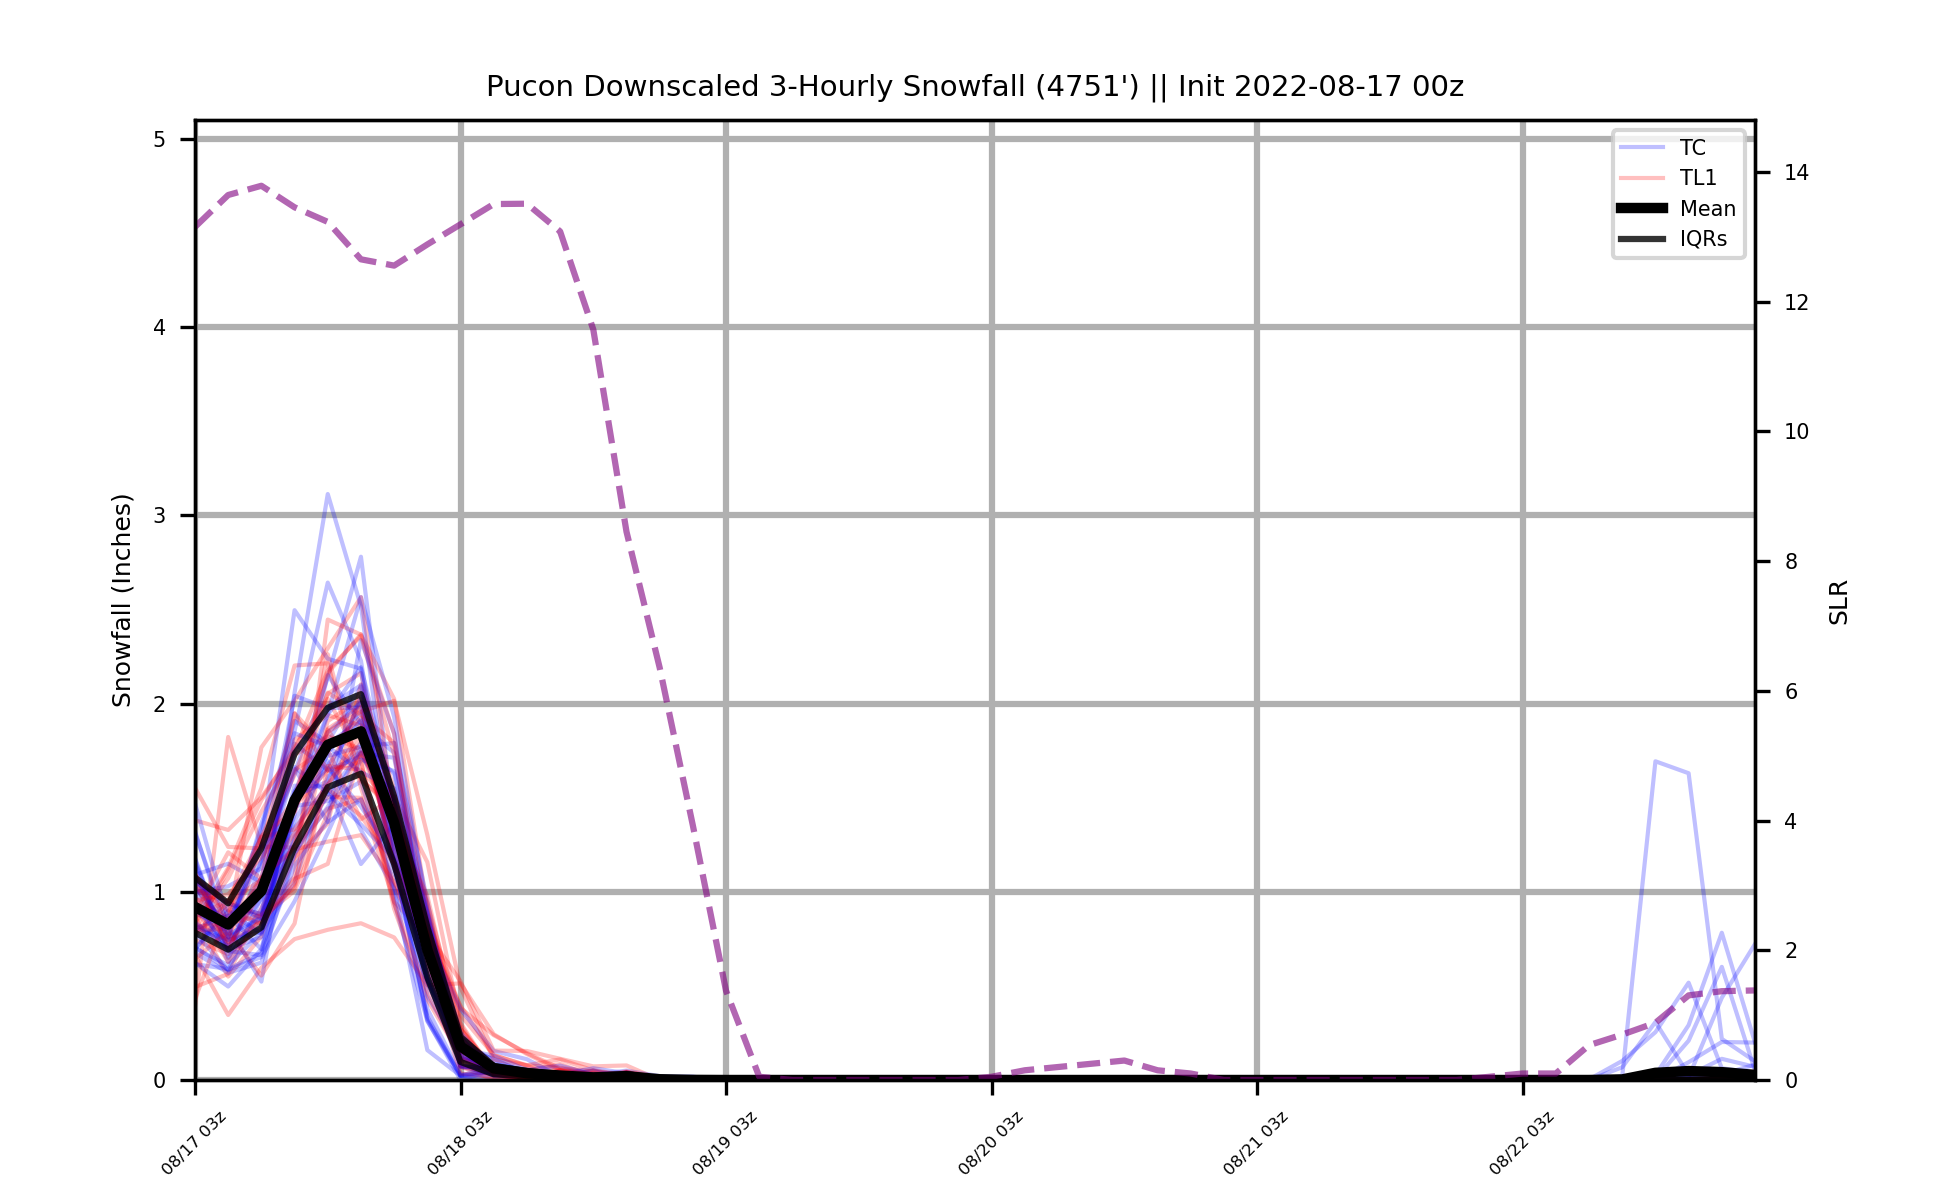 Pucon Downscaled 3-Hourly Snowfall (4751') || Init 2022-08-17 00z
5
4
3
2
1
0
Snowfall (Inches)
TC
TL1
Mean
IQRs
14
12
10
8
6
4
2
0
SLR
08/17 03z
08/18 03z
08/19 03z
08/20 03z
08/21 03z
08/22 03z